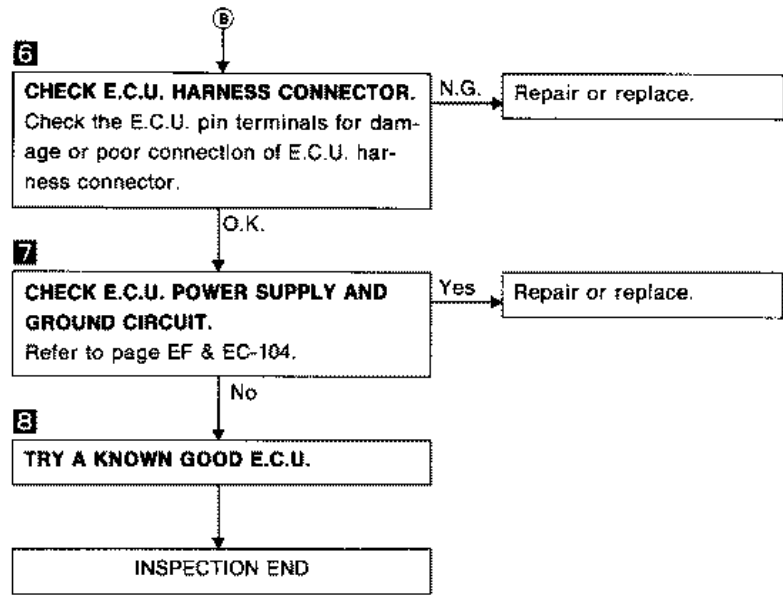 B
6
CHECK E.C.U. HARNESS CONNECTOR.
Check the E.C.U. pin terminals for dam-
age or poor connection of E.C.U. har-
ness connector.
N.G.
Repair or replace.
O.K.
7
CHECK E.C.U. POWER SUPPLY AND
GROUND CIRCUIT.
Refer to page EF & EC-104.
Yes
Repair or replace.
No
8
TRY A KNOWN GOOD E.C.U.
INSPECTION END